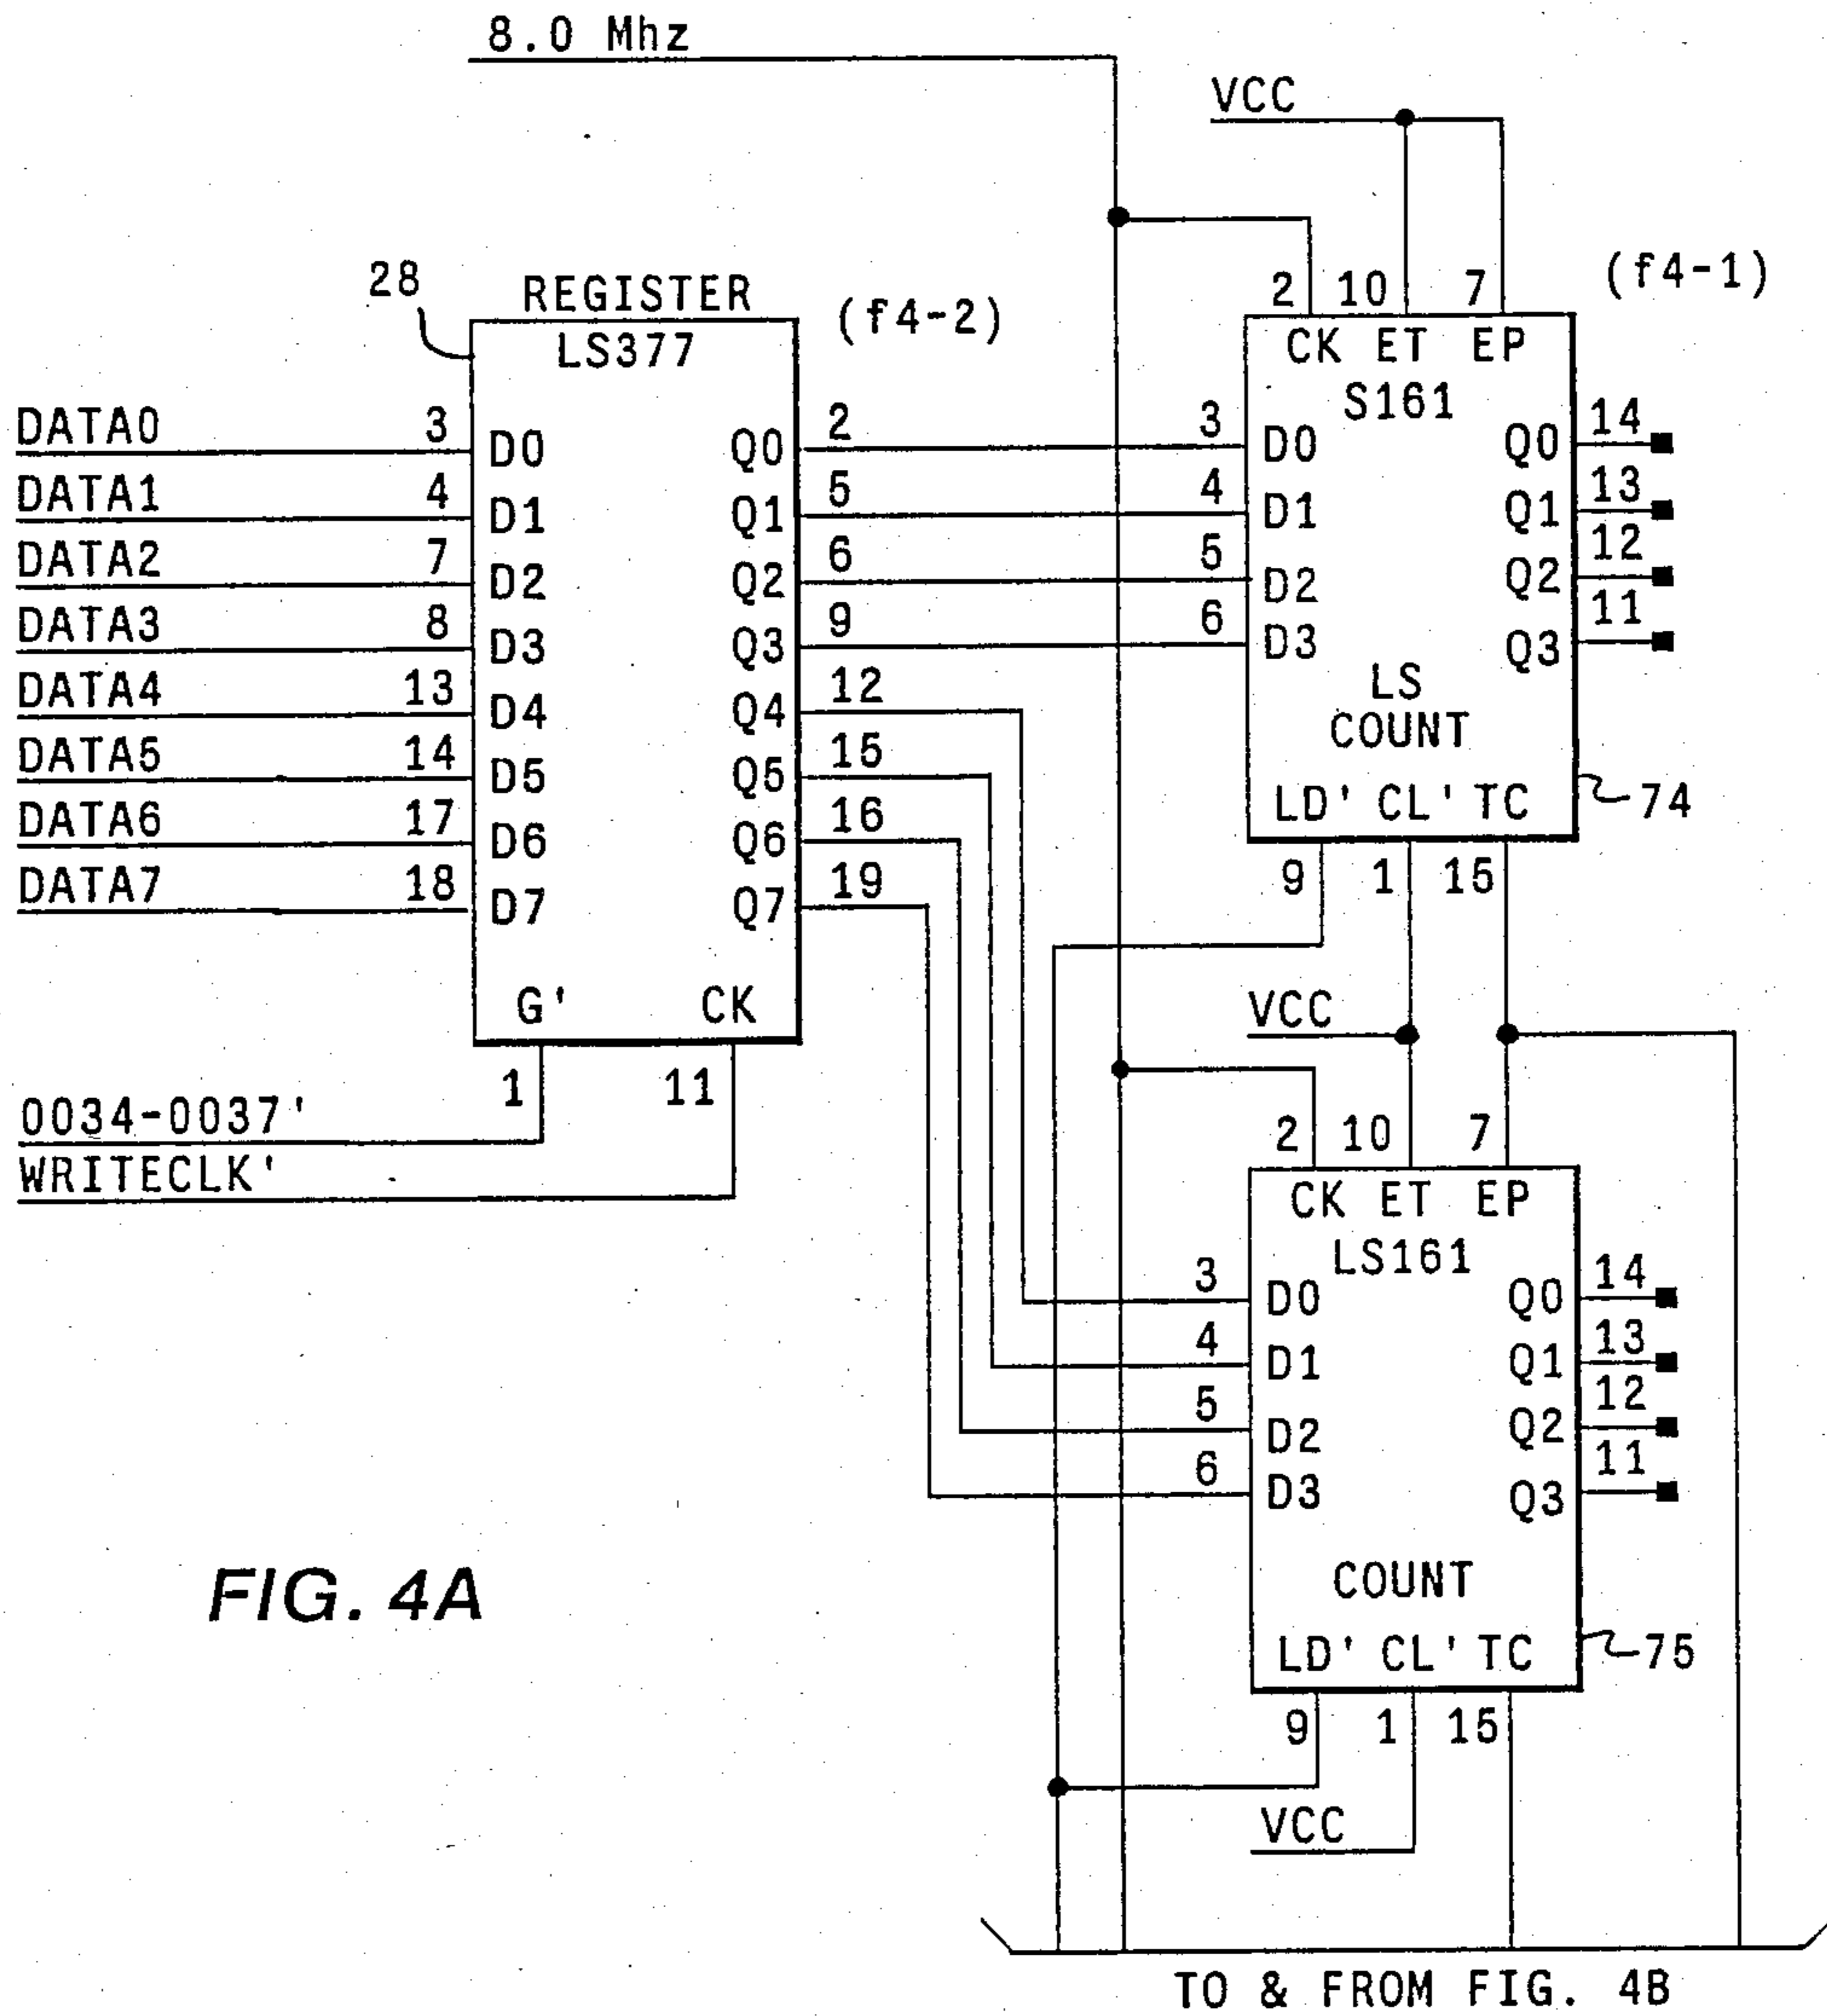 8.0 Mhz
VCC
(f4-1)
2 10 7
28
REGISTER
(f4-2)
LS377
CK ET EP
S161
DATA0 3 D0 Q0 2 3 D0 Q0 14
DATA1 4 D1 Q1 5 4 D1 Q1 13
DATA2 7 D2 Q2 6 5 D2 Q2 12
DATA3 8 D3 Q3 9 6 D3 Q3 11
DATA4 13 D4 Q4 12
LS
COUNT
DATA5 14 D5 Q5 15
LD' CL' TC
74
DATA6 17 D6 Q6 16
DATA7 18 D7 Q7 19
9 1 15
G' CK
VCC
1 11
0034-0037'
WRITECLK'
2 10 7
CK ET EP
LS161
3 D0 Q0 14
4 D1 Q1 13
5 D2 Q2 12
6 D3 Q3 11
COUNT
LD' CL' TC
75
FIG. 4A
9 1 15
VCC
TO & FROM FIG. 4B